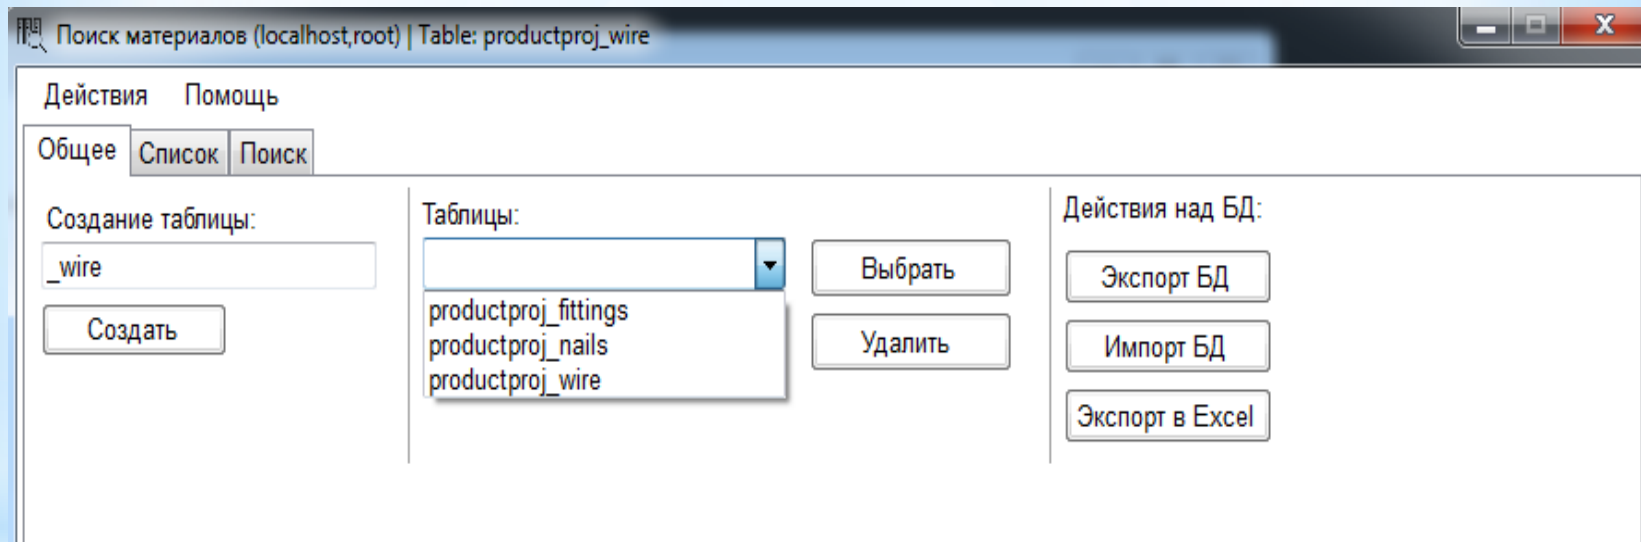 Поиск материалов (localhost,root) | Table: productproj_wire
Действия Помощь
Общее Список Поиск
Создание таблицы:
_wire
Создать
Таблицы:
productproj_fittings
productproj_nails
productproj_wire
Выбрать
Удалить
Действия над БД:
Экспорт БД
Импорт БД
Экспорт в Excel